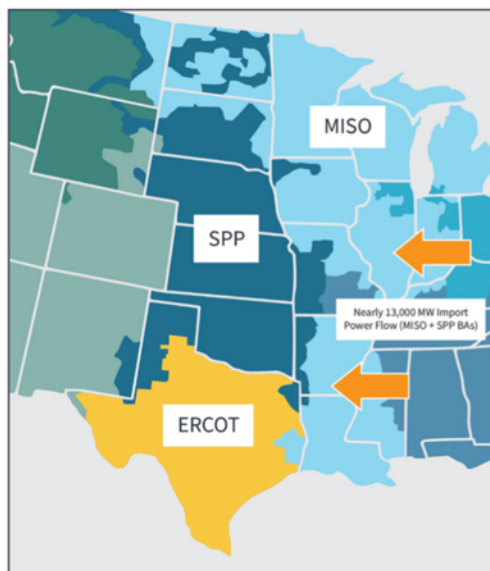 MISO
SPP
Nearly 13,000 MW Import
Power Flow (MISO + SPP BAs)
ERCOT